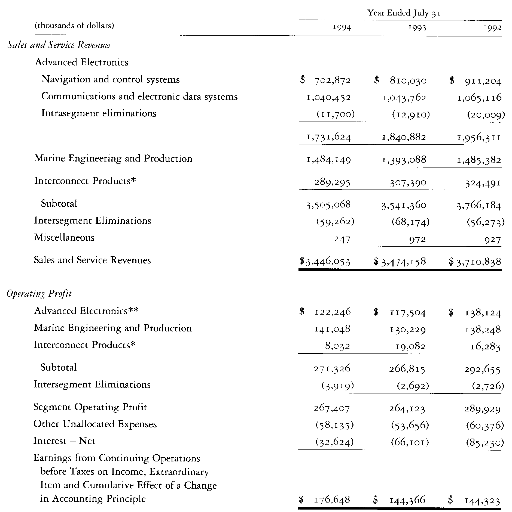 Year Ended July 31
(thousands of dollars) 1994 1993 1992
Sales and Service Revenues
Advanced Electronics
Navigation and control systems $ 702,872 $ 810,030 $ 911,204
Communications and electronic data systems 1,040,452 1,043,762 1,065,116
Intrasegment eliminations (11,700) (12,910) (20,009)
1,731,624 1,840,882 1,956,311
Marine Engineering and Production 1,484,149 1,393,088 1,485,382
Interconnect Products* 289,295 307,390 324,491
Subtotal 3,505,068 3,541,360 3,766,184
Intersegment Eliminations (59,262) (68,174) (56,273)
Miscellaneous 247 972 927
Sales and Service Revenues $3,446,053 $3,474,158 $3,710,838
Operating Profit
Advanced Electronics** $ 122,246 $ 117,504 $ 138,124
Marine Engineering and Production 141,048 130,229 138,248
Interconnect Products* 8,032 19,082 16,283
Subtotal 271,326 266,815 292,655
Intersegment Eliminations (3,919) (2,692) (2,726)
Segment Operating Profit 267,407 264,123 289,929
Other Unallocated Expenses (58,135) (53,656) (60,376)
Interest – Net (32,624) (66,101) (85,230)
Earnings from Continuing Operations
before Taxes on Income, Extraordinary
Item and Cumulative Effect of a Change
in Accounting Principle $ 176,648 $ 144,366 $ 144,323